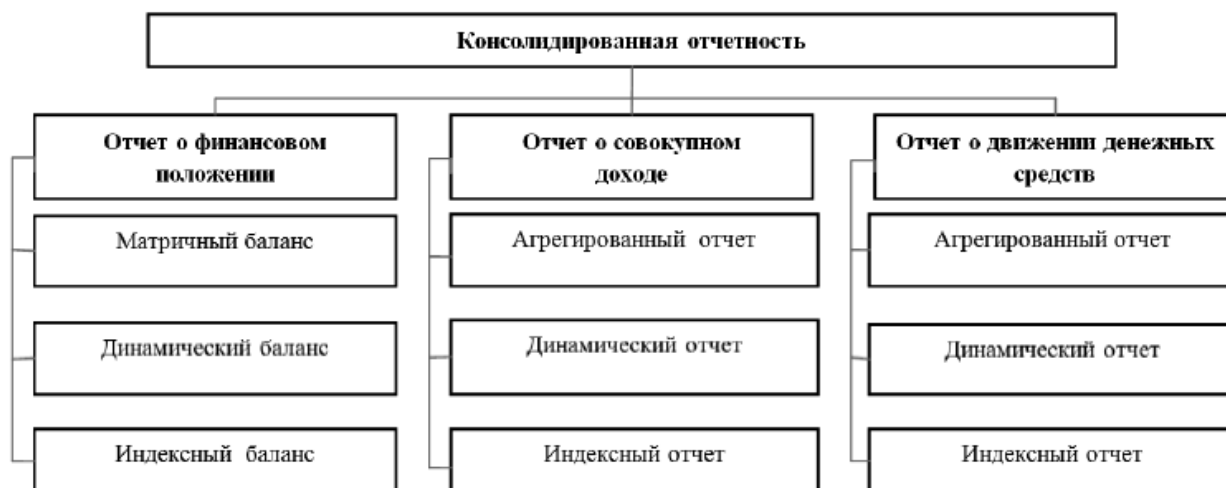 Консолидированная отчетность
Отчет о финансовом
положении
Матричный баланс
Динамический баланс
Индексный баланс
Отчет о совокупном
доходе
Агрегированный отчет
Динамический отчет
Индексный отчет
Отчет о движении денежных
средств
Агрегированный отчет
Динамический отчет
Индексный отчет